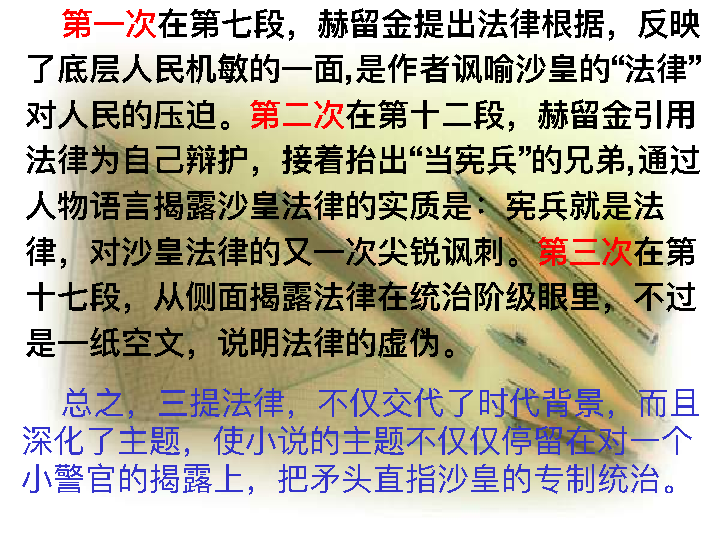 第一次在第七段，赫留金提出法律根据，反映
了底层人民机敏的一面,是作者讽喻沙皇的“法律”
对人民的压迫。第二次在第十二段，赫留金引用
法律为自己辩护，接着抬出“当宪兵”的兄弟,通过
人物语言揭露沙皇法律的实质是：宪兵就是法
律，对沙皇法律的又一次尖锐讽刺。第三次在第
十七段，从侧面揭露法律在统治阶级眼里，不过
是一纸空文，说明法律的虚伪。
总之，三提法律，不仅交代了时代背景，而且
深化了主题，使小说的主题不仅仅停留在对一个
小警官的揭露上，把矛头直指沙皇的专制统治。